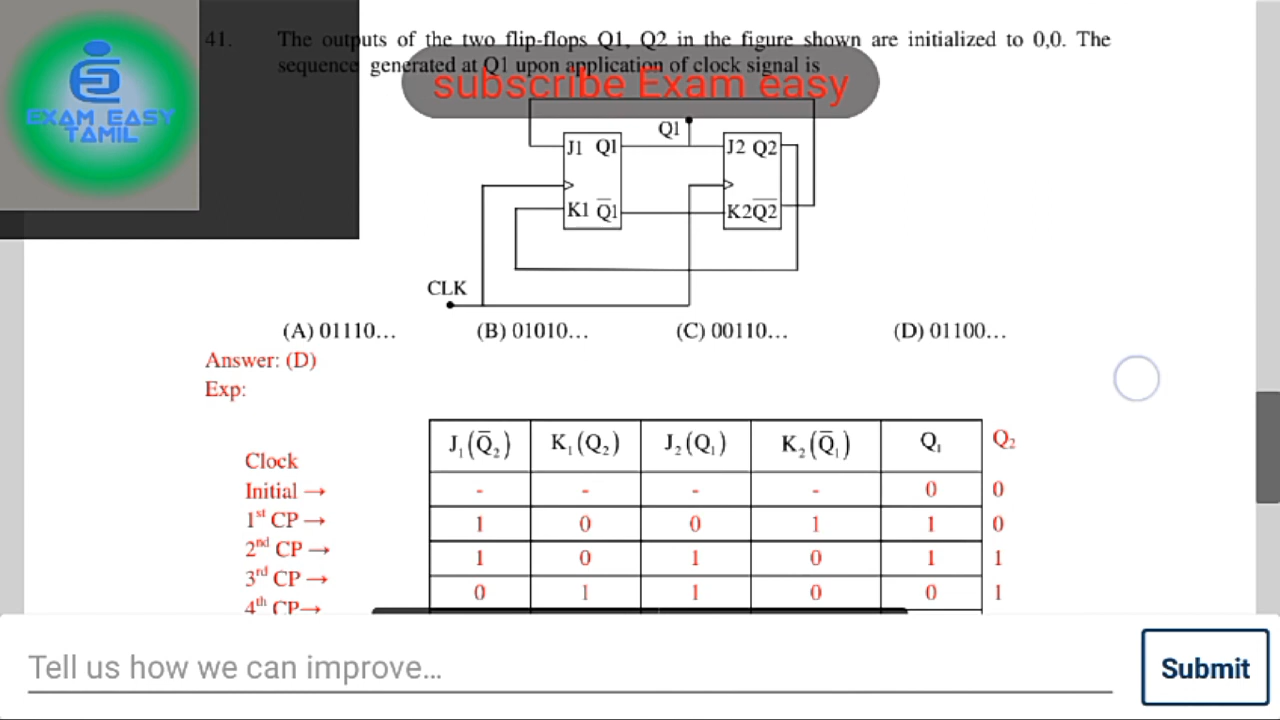 EXAM EASY
TAMIL
41. The outputs of the two flip-flops Q1, Q2 in the figure shown are initialized to 0,0. The
sequence generated at Q1 upon application of clock signal is
subscribe Exam easy
Q1
J1 Q1 J2 Q2
K1 Q̅1 K2 Q̅2
CLK
(A) 01110… (B) 01010… (C) 00110… (D) 01100…
Answer: (D)
Exp:
Clock J₁(Q̅₂) K₁(Q₂) J₂(Q₁) K₂(Q̅₁) Q₁ Q₂
Initial → - - - - 0 0
1st CP → 1 0 0 1 1 0
2nd CP → 1 0 1 0 1 1
3rd CP → 0 1 1 0 0 1
4th CP→
Tell us how we can improve...
Submit